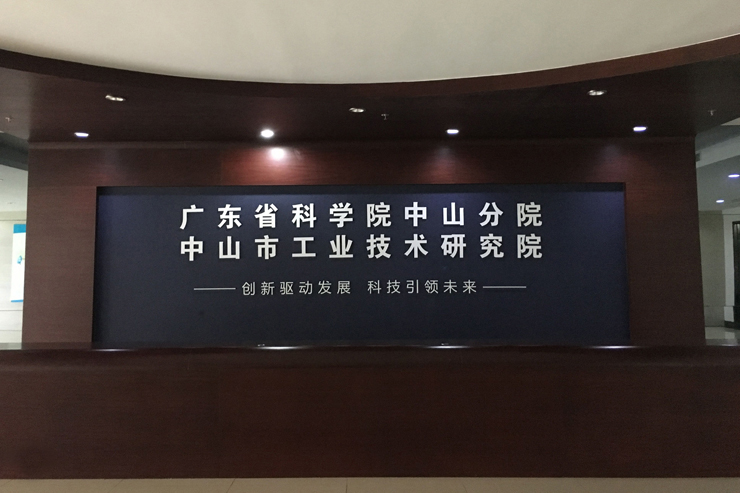 广东省科学院中山分院
中山市工业技术研究院
创新驱动发展 科技引领未来